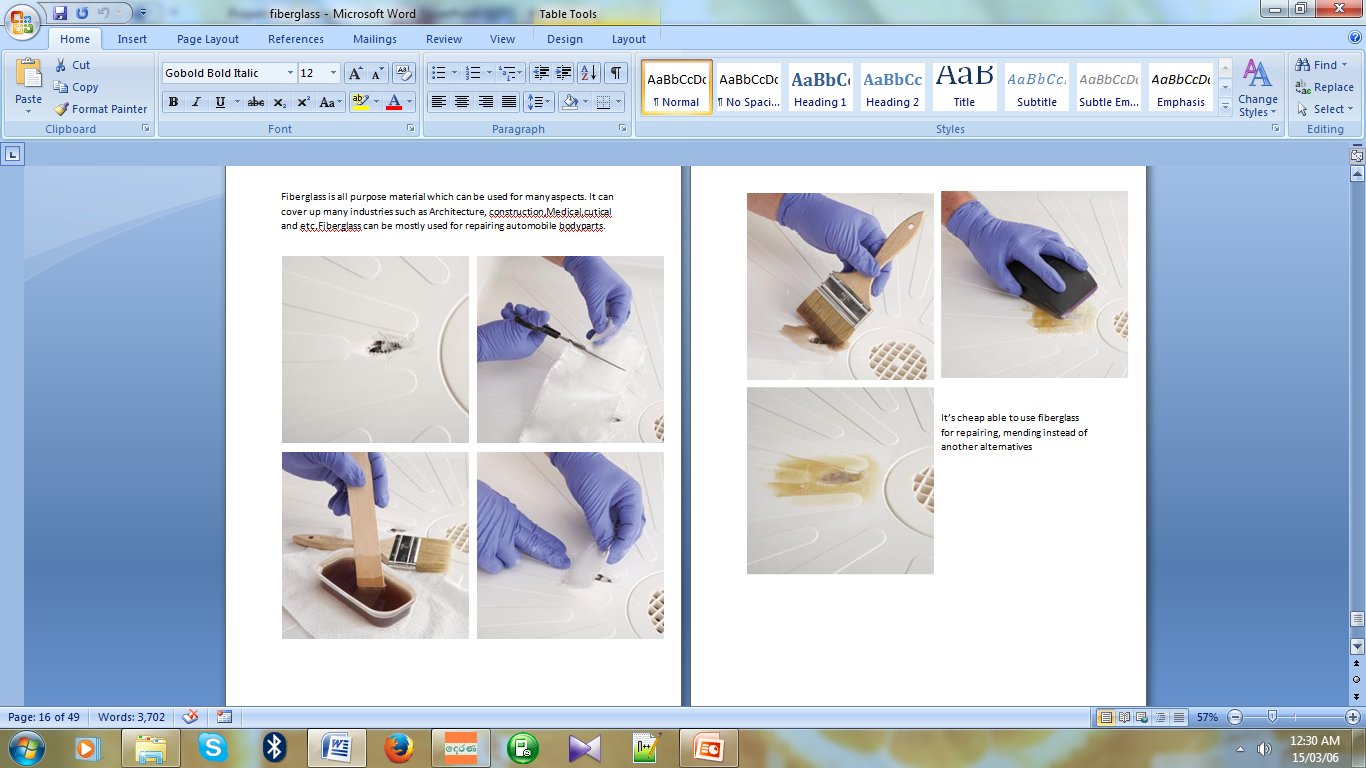 fiberglass - Microsoft Word
Table Tools
Home Insert Page Layout References Mailings Review View Design Layout
Paste
Cut
Copy
Format Painter
Clipboard
Gobold Bold Italic 12
B I U abc x₂ x² Aa
Font
Paragraph
AaBbCcDc AaBbCcDc AaBbC AaBbCc AaB AaBbCc. AaBbCcDc AaBbCcDc
¶ Normal ¶ No Spaci... Heading 1 Heading 2 Title Subtitle Subtle Em... Emphasis
Change Styles
Styles
Find
Replace
Select
Editing
Fiberglass is all purpose material which can be used for many aspects. It can
cover up many industries such as Architecture, construction,Medical,cutical
and etc.Fiberglass can be mostly used for repairing automobile bodyparts.
It's cheap able to use fiberglass
for repairing, mending instead of
another alternatives
Page: 16 of 49 Words: 3,702 57%
දෙරණ
12:30 AM
15/03/06